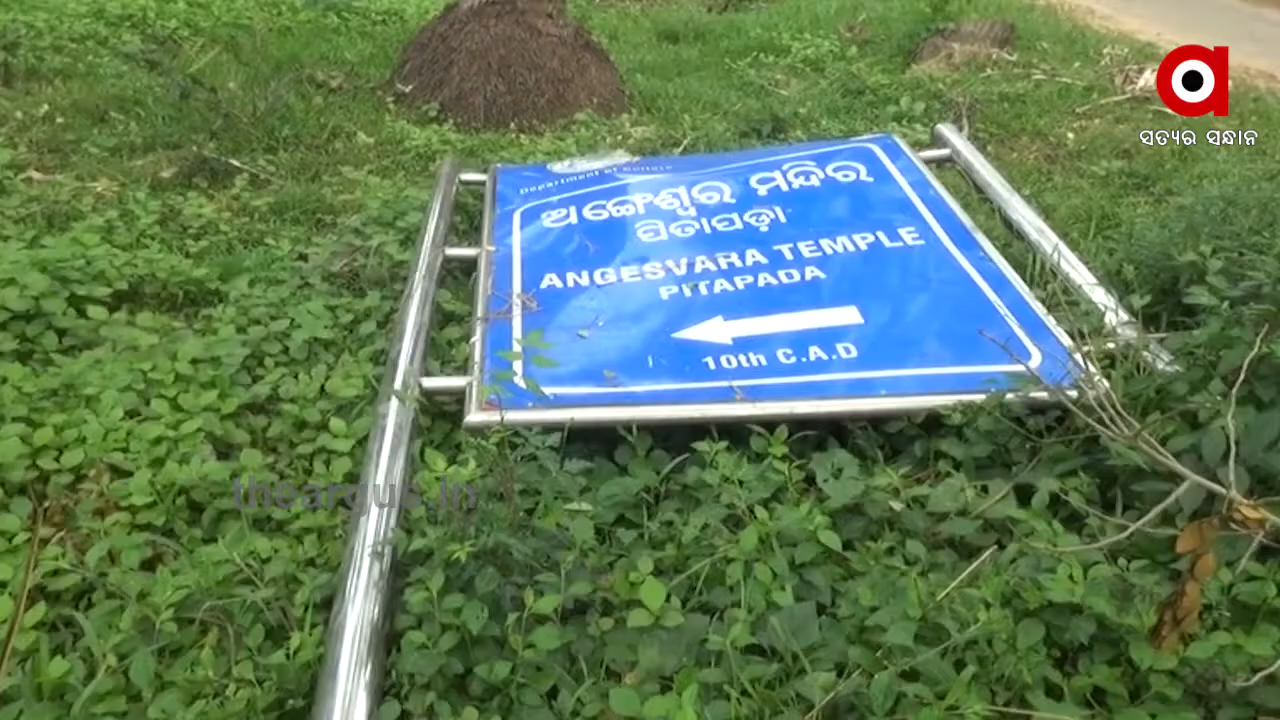 ସତ୍ୟର ସନ୍ଧାନ
Department of Culture
ଅଙ୍ଗେଶ୍ୱର ମନ୍ଦିର
ପିତାପଡ଼ା
ANGESVARA TEMPLE
PITAPADA
10th C.A.D
theargus.in